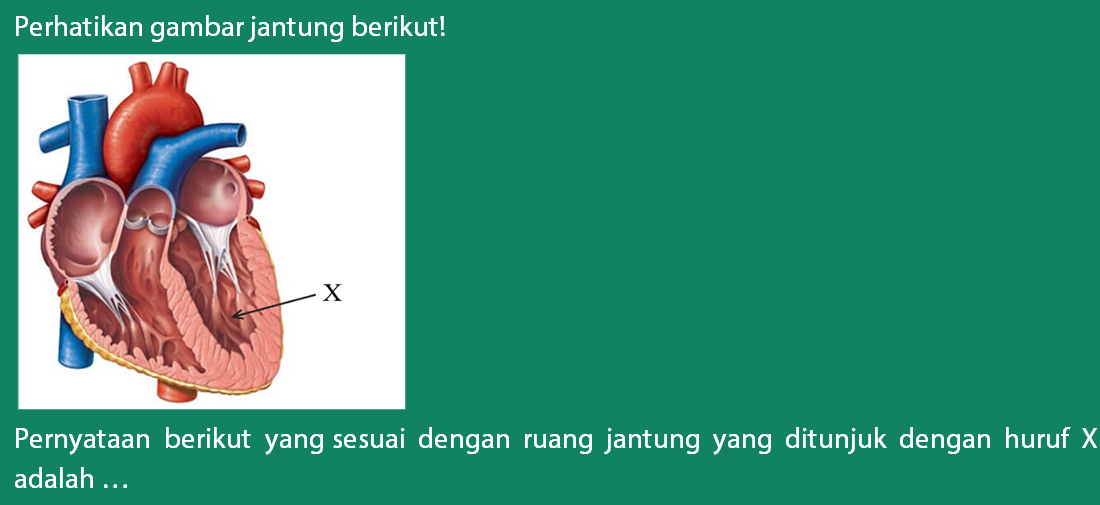 Perhatikan gambar jantung berikut!
X
Pernyataan berikut yang sesuai dengan ruang jantung yang ditunjuk dengan huruf X
adalah ...